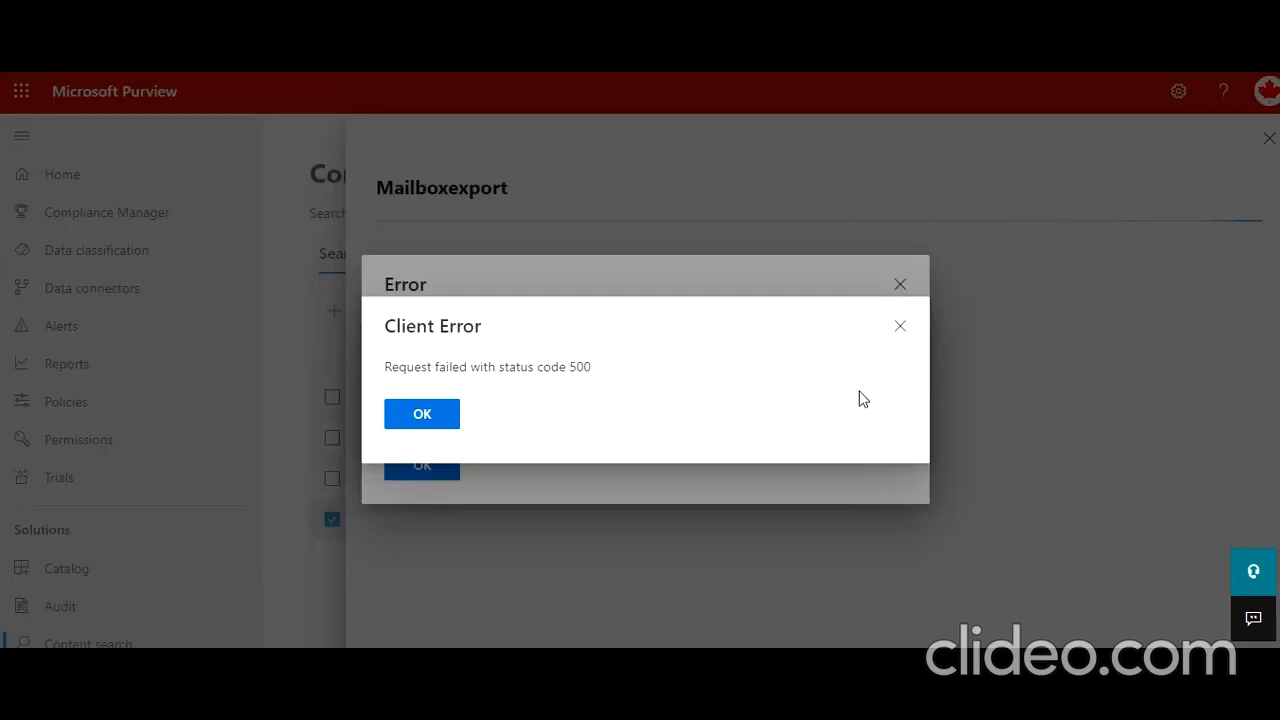 Microsoft Purview
?
Home
Compliance Manager
Data classification
Data connectors
Alerts
Reports
Policies
Permissions
Trials
Solutions
Catalog
Audit
Content search
Mailboxexport
Search
Error
Client Error
Request failed with status code 500
OK
OK
clideo.com